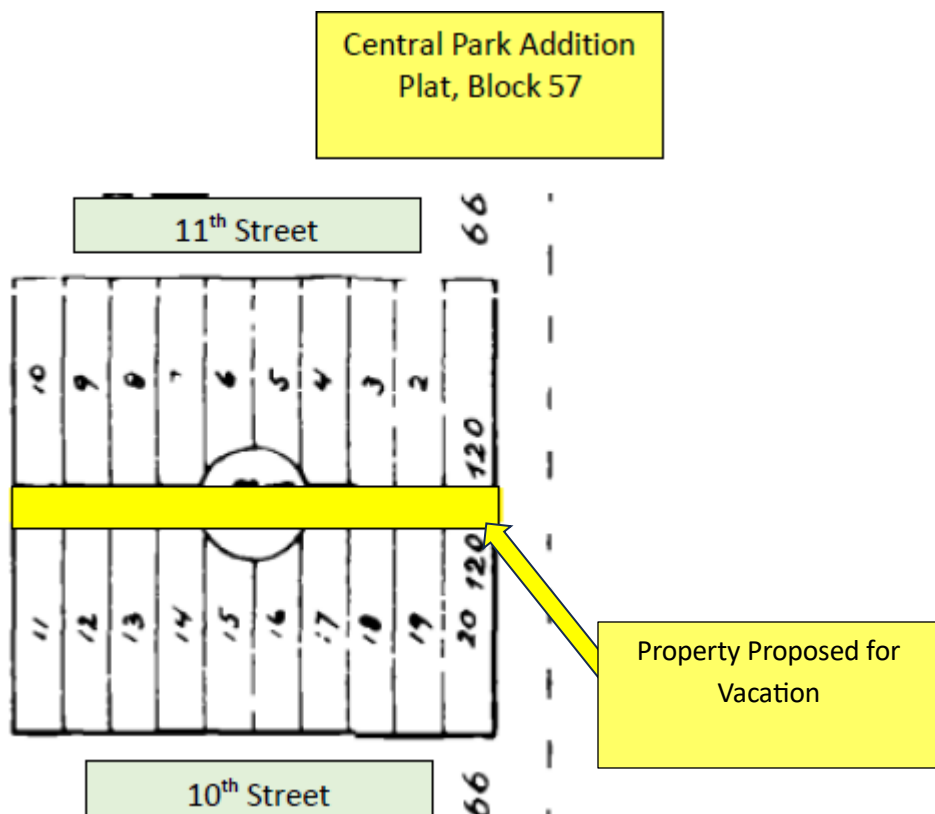 Central Park Addition
Plat, Block 57
66
11th Street
10 9 8 7 6 5 4 3 2
120
120
11 12 13 14 15 16 17 18 19 20
Property Proposed for
Vacation
10th Street
66